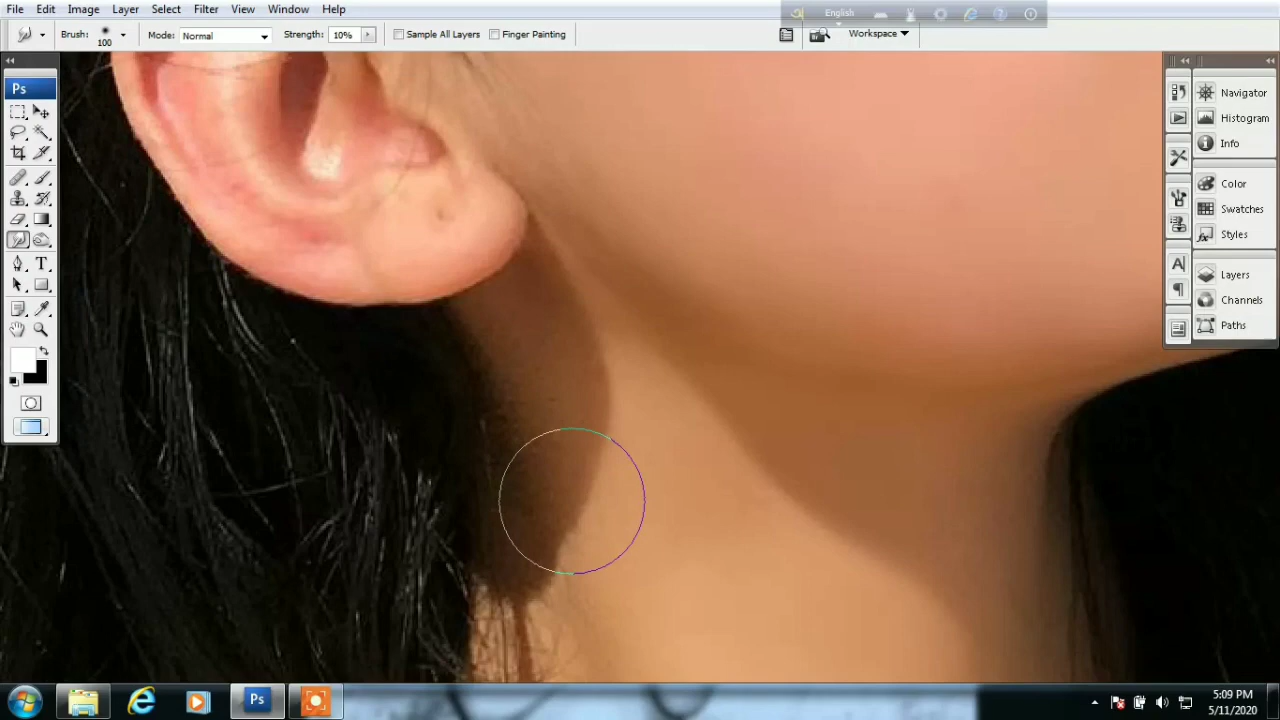 File Edit Image Layer Select Filter View Window Help
English
Brush: 100 Mode: Normal Strength: 10% Sample All Layers Finger Painting Workspace
Ps
Navigator
Histogram
Info
Color
Swatches
Styles
Layers
Channels
Paths
Ps
5:09 PM
5/11/2020